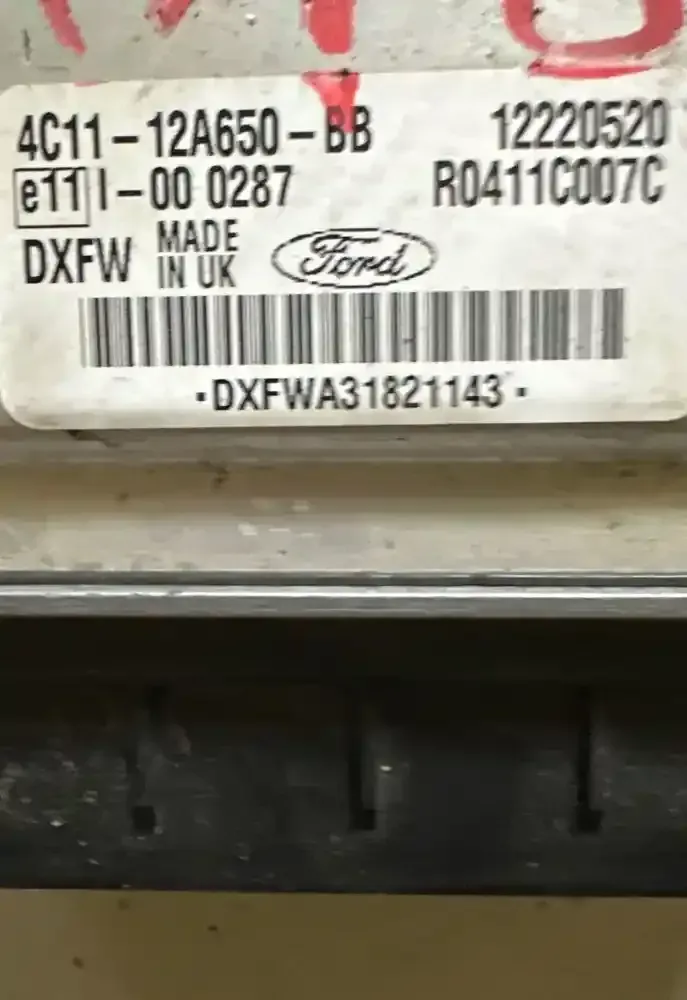 4C11-12A650-BB 12220520
e11 I-00 0287 R0411C007C
DXFW MADE IN UK Ford
·DXFWA31821143·